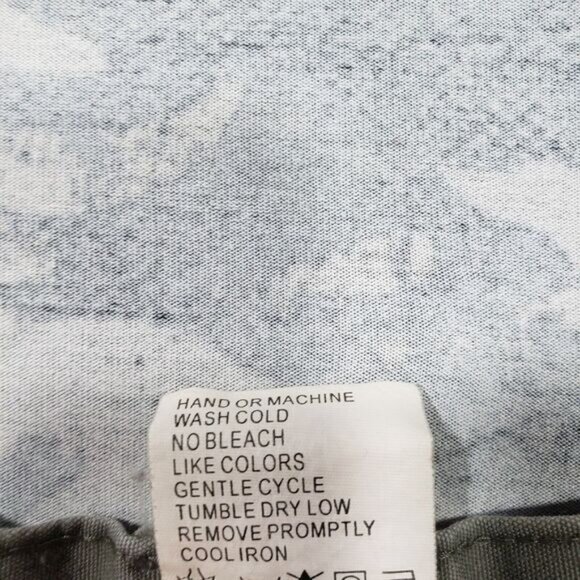 HAND OR MACHINE
WASH COLD
NO BLEACH
LIKE COLORS
GENTLE CYCLE
TUMBLE DRY LOW
REMOVE PROMPTLY
COOL IRON